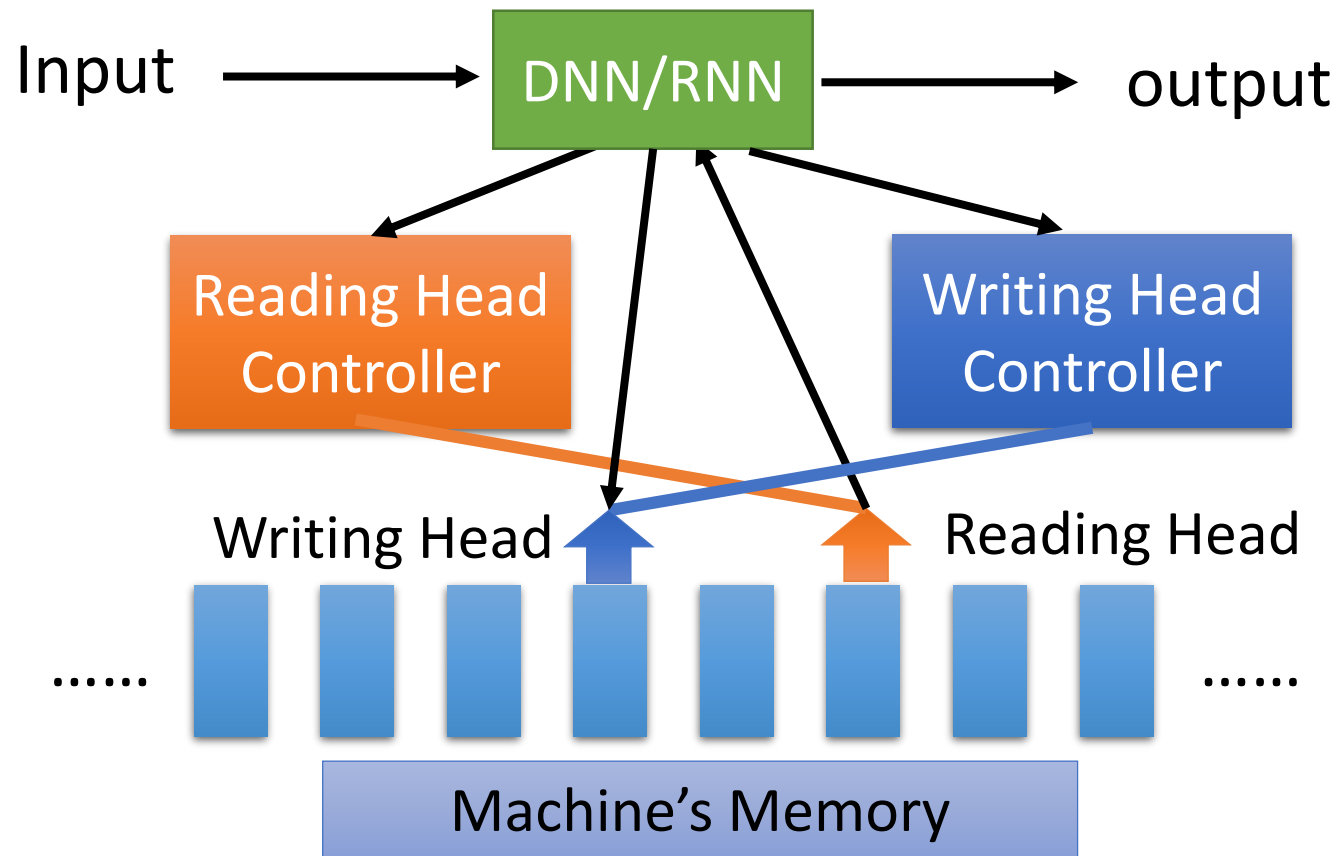 Input
DNN/RNN
output
Reading Head
Controller
Writing Head
Controller
Writing Head
Reading Head
……
……
Machine’s Memory